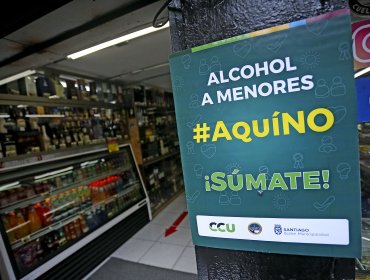 ALCOHOL
A MENORES
#AQUÍNO
¡SÚMATE!
CCU
SANTIAGO